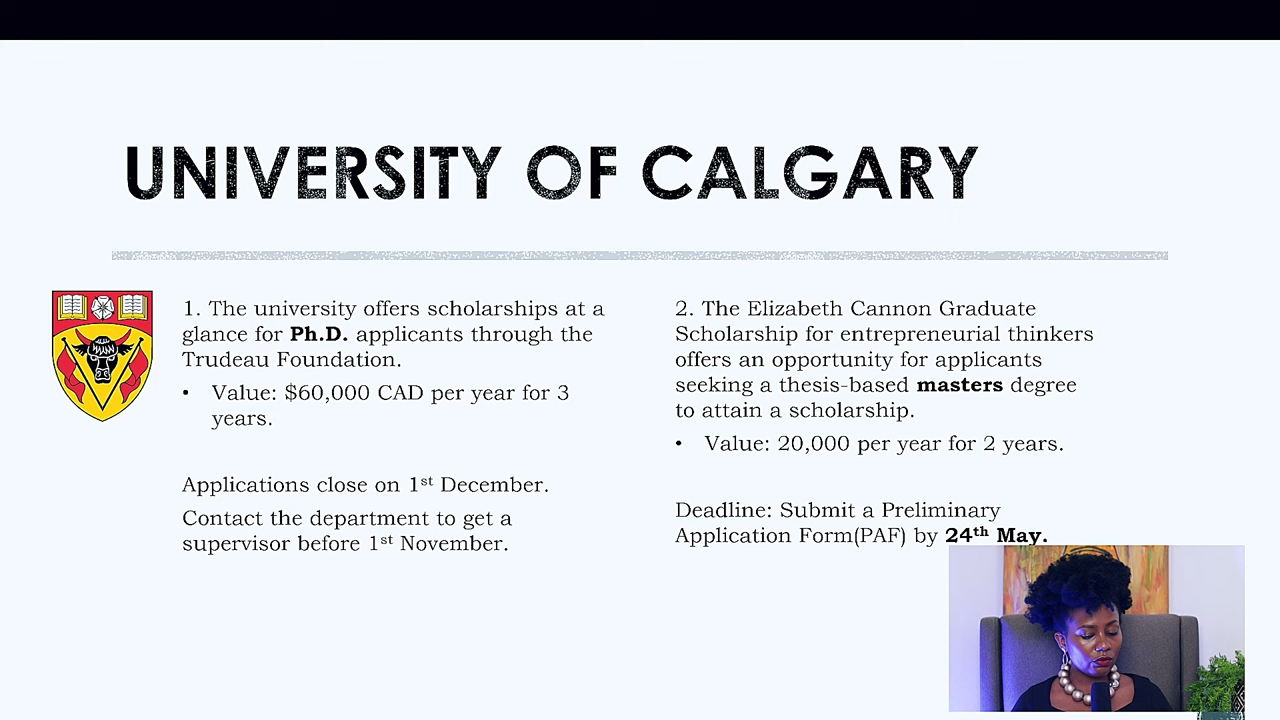 UNIVERSITY OF CALGARY
1. The university offers scholarships at a
glance for Ph.D. applicants through the
Trudeau Foundation.
• Value: $60,000 CAD per year for 3
years.
Applications close on 1st December.
Contact the department to get a
supervisor before 1st November.
2. The Elizabeth Cannon Graduate
Scholarship for entrepreneurial thinkers
offers an opportunity for applicants
seeking a thesis-based masters degree
to attain a scholarship.
• Value: 20,000 per year for 2 years.
Deadline: Submit a Preliminary
Application Form(PAF) by 24th May.